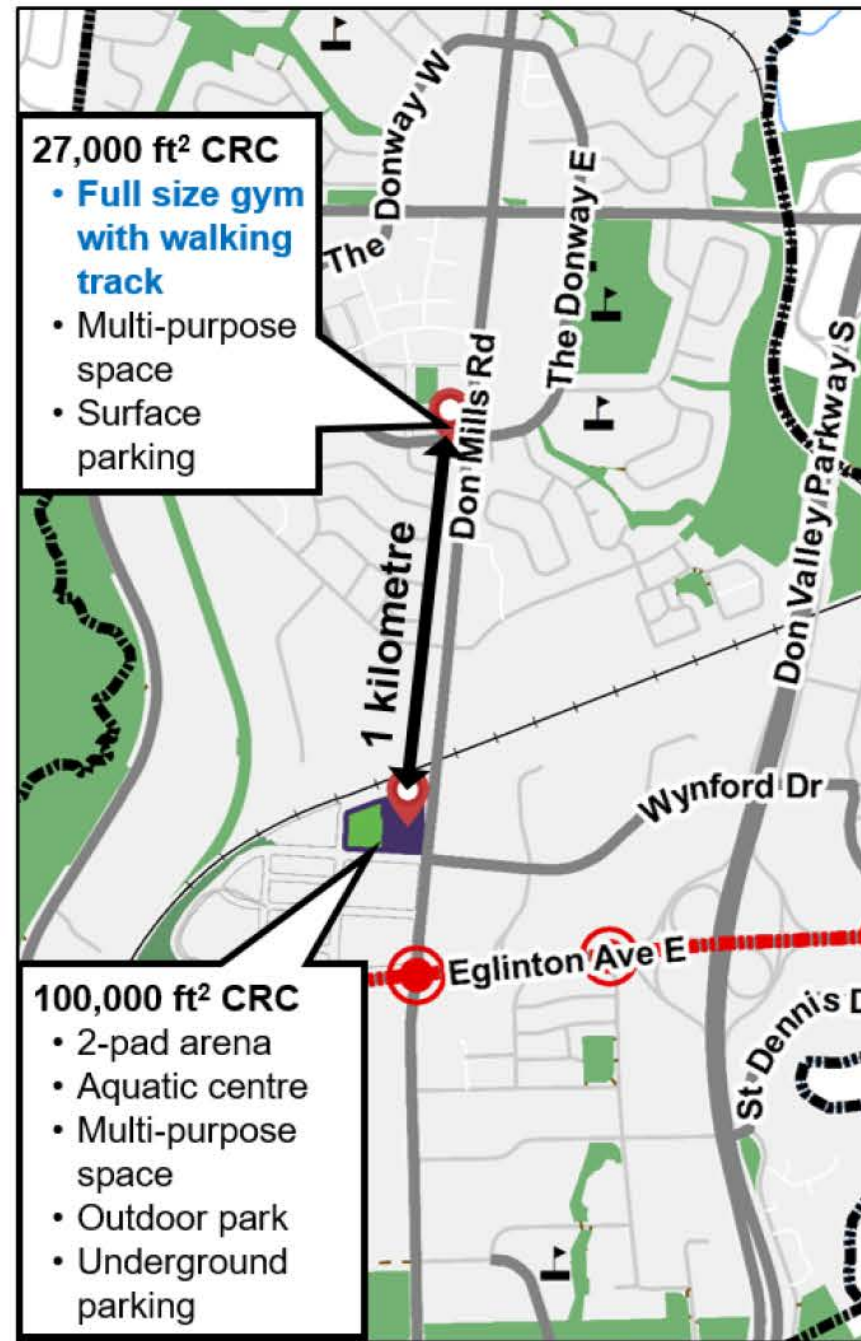 27,000 ft² CRC
• Full size gym
with walking
track
• Multi-purpose
space
• Surface
parking
The Donway W
The Donway E
Don Mills Rd
Don Valley Parkway S
1 kilometre
Wynford Dr
Eglinton Ave E
St Dennis D
100,000 ft² CRC
• 2-pad arena
• Aquatic centre
• Multi-purpose
space
• Outdoor park
• Underground
parking